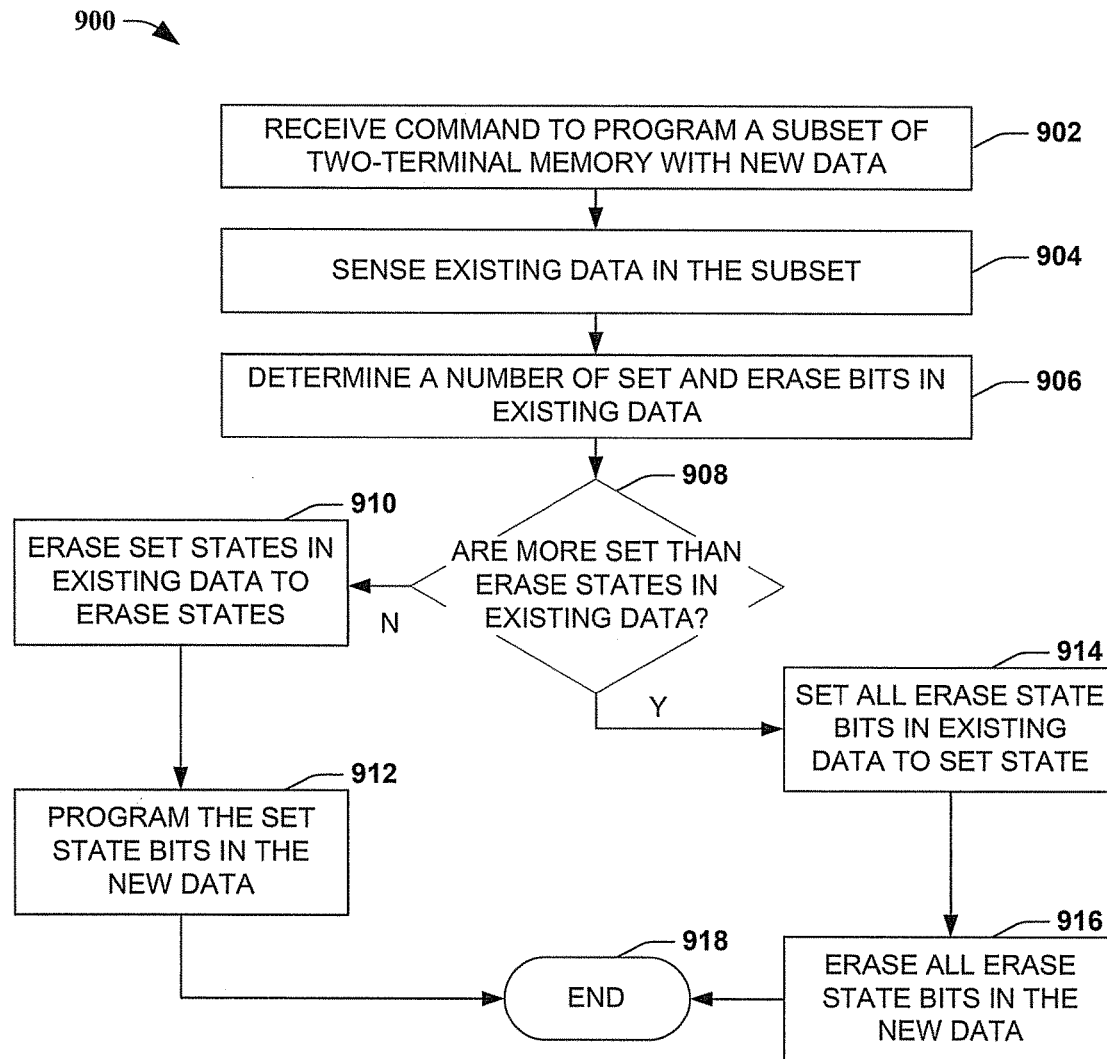 900
RECEIVE COMMAND TO PROGRAM A SUBSET OF
TWO-TERMINAL MEMORY WITH NEW DATA
902
SENSE EXISTING DATA IN THE SUBSET
904
DETERMINE A NUMBER OF SET AND ERASE BITS IN
EXISTING DATA
906
908
ARE MORE SET THAN
ERASE STATES IN
EXISTING DATA?
N
Y
910
ERASE SET STATES IN
EXISTING DATA TO
ERASE STATES
912
PROGRAM THE SET
STATE BITS IN THE
NEW DATA
914
SET ALL ERASE STATE
BITS IN EXISTING
DATA TO SET STATE
916
ERASE ALL ERASE
STATE BITS IN THE
NEW DATA
918
END